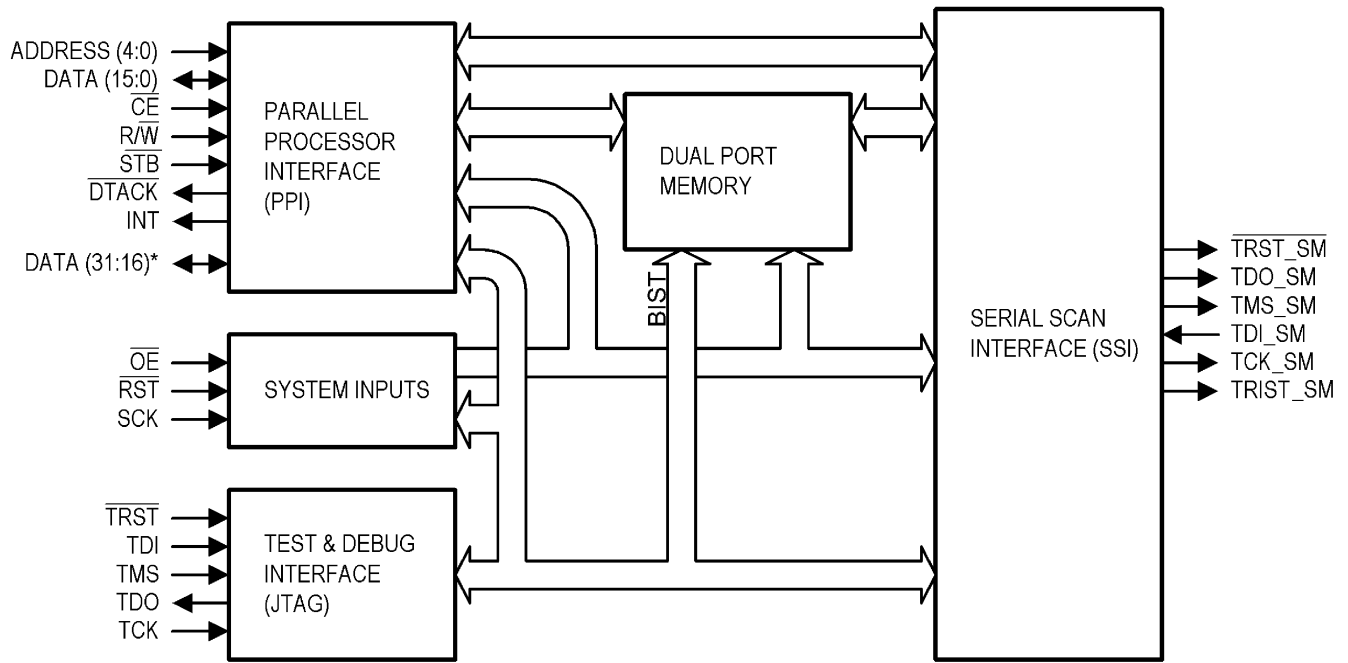 ADDRESS (4:0)
DATA (15:0)
CE
R/W
STB
DTACK
INT
DATA (31:16)*
PARALLEL
PROCESSOR
INTERFACE
(PPI)
DUAL PORT
MEMORY
BIST
OE
RST
SCK
SYSTEM INPUTS
TRST
TDI
TMS
TDO
TCK
TEST & DEBUG
INTERFACE
(JTAG)
SERIAL SCAN
INTERFACE (SSI)
TRST_SM
TDO_SM
TMS_SM
TDI_SM
TCK_SM
TRIST_SM